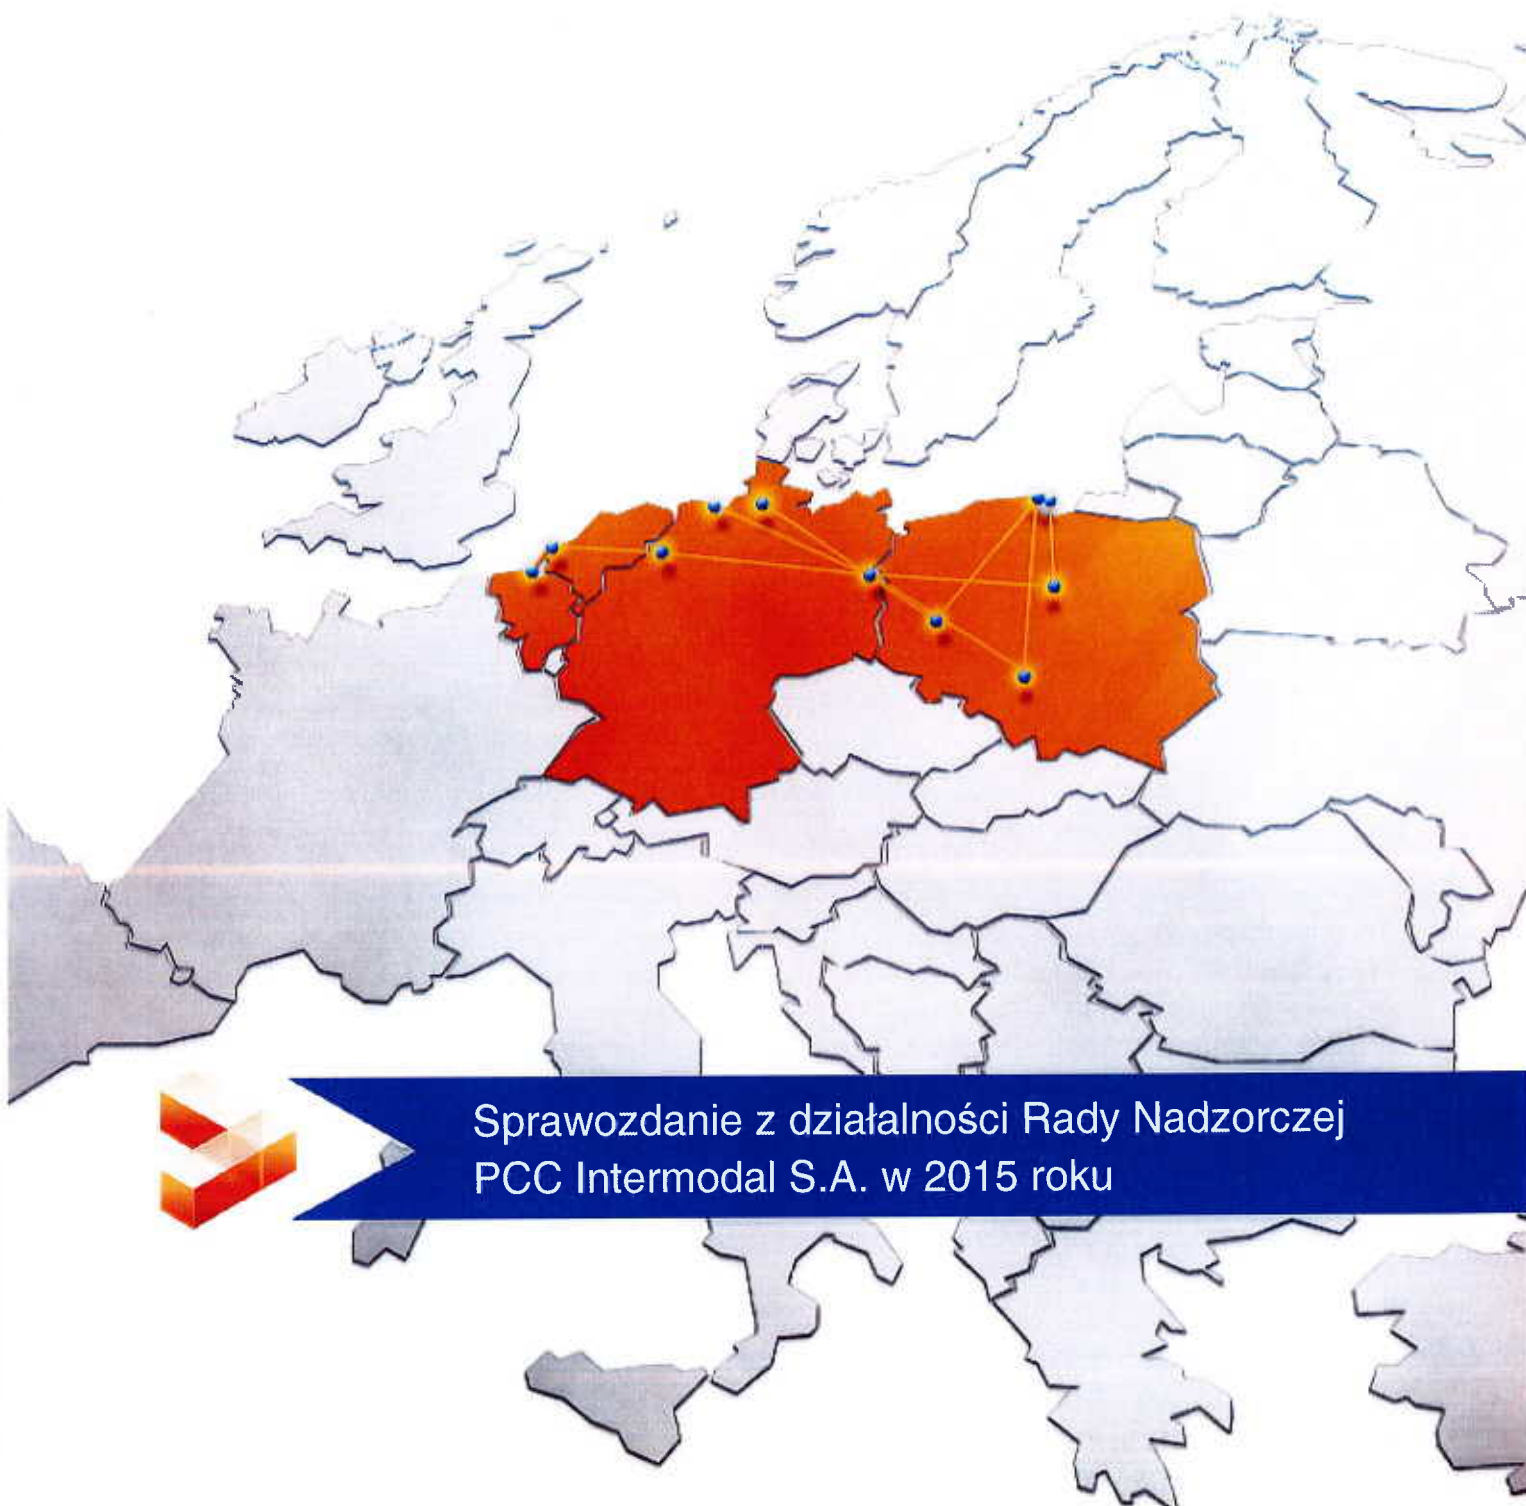 Sprawozdanie z działalności Rady Nadzorczej
PCC Intermodal S.A. w 2015 roku